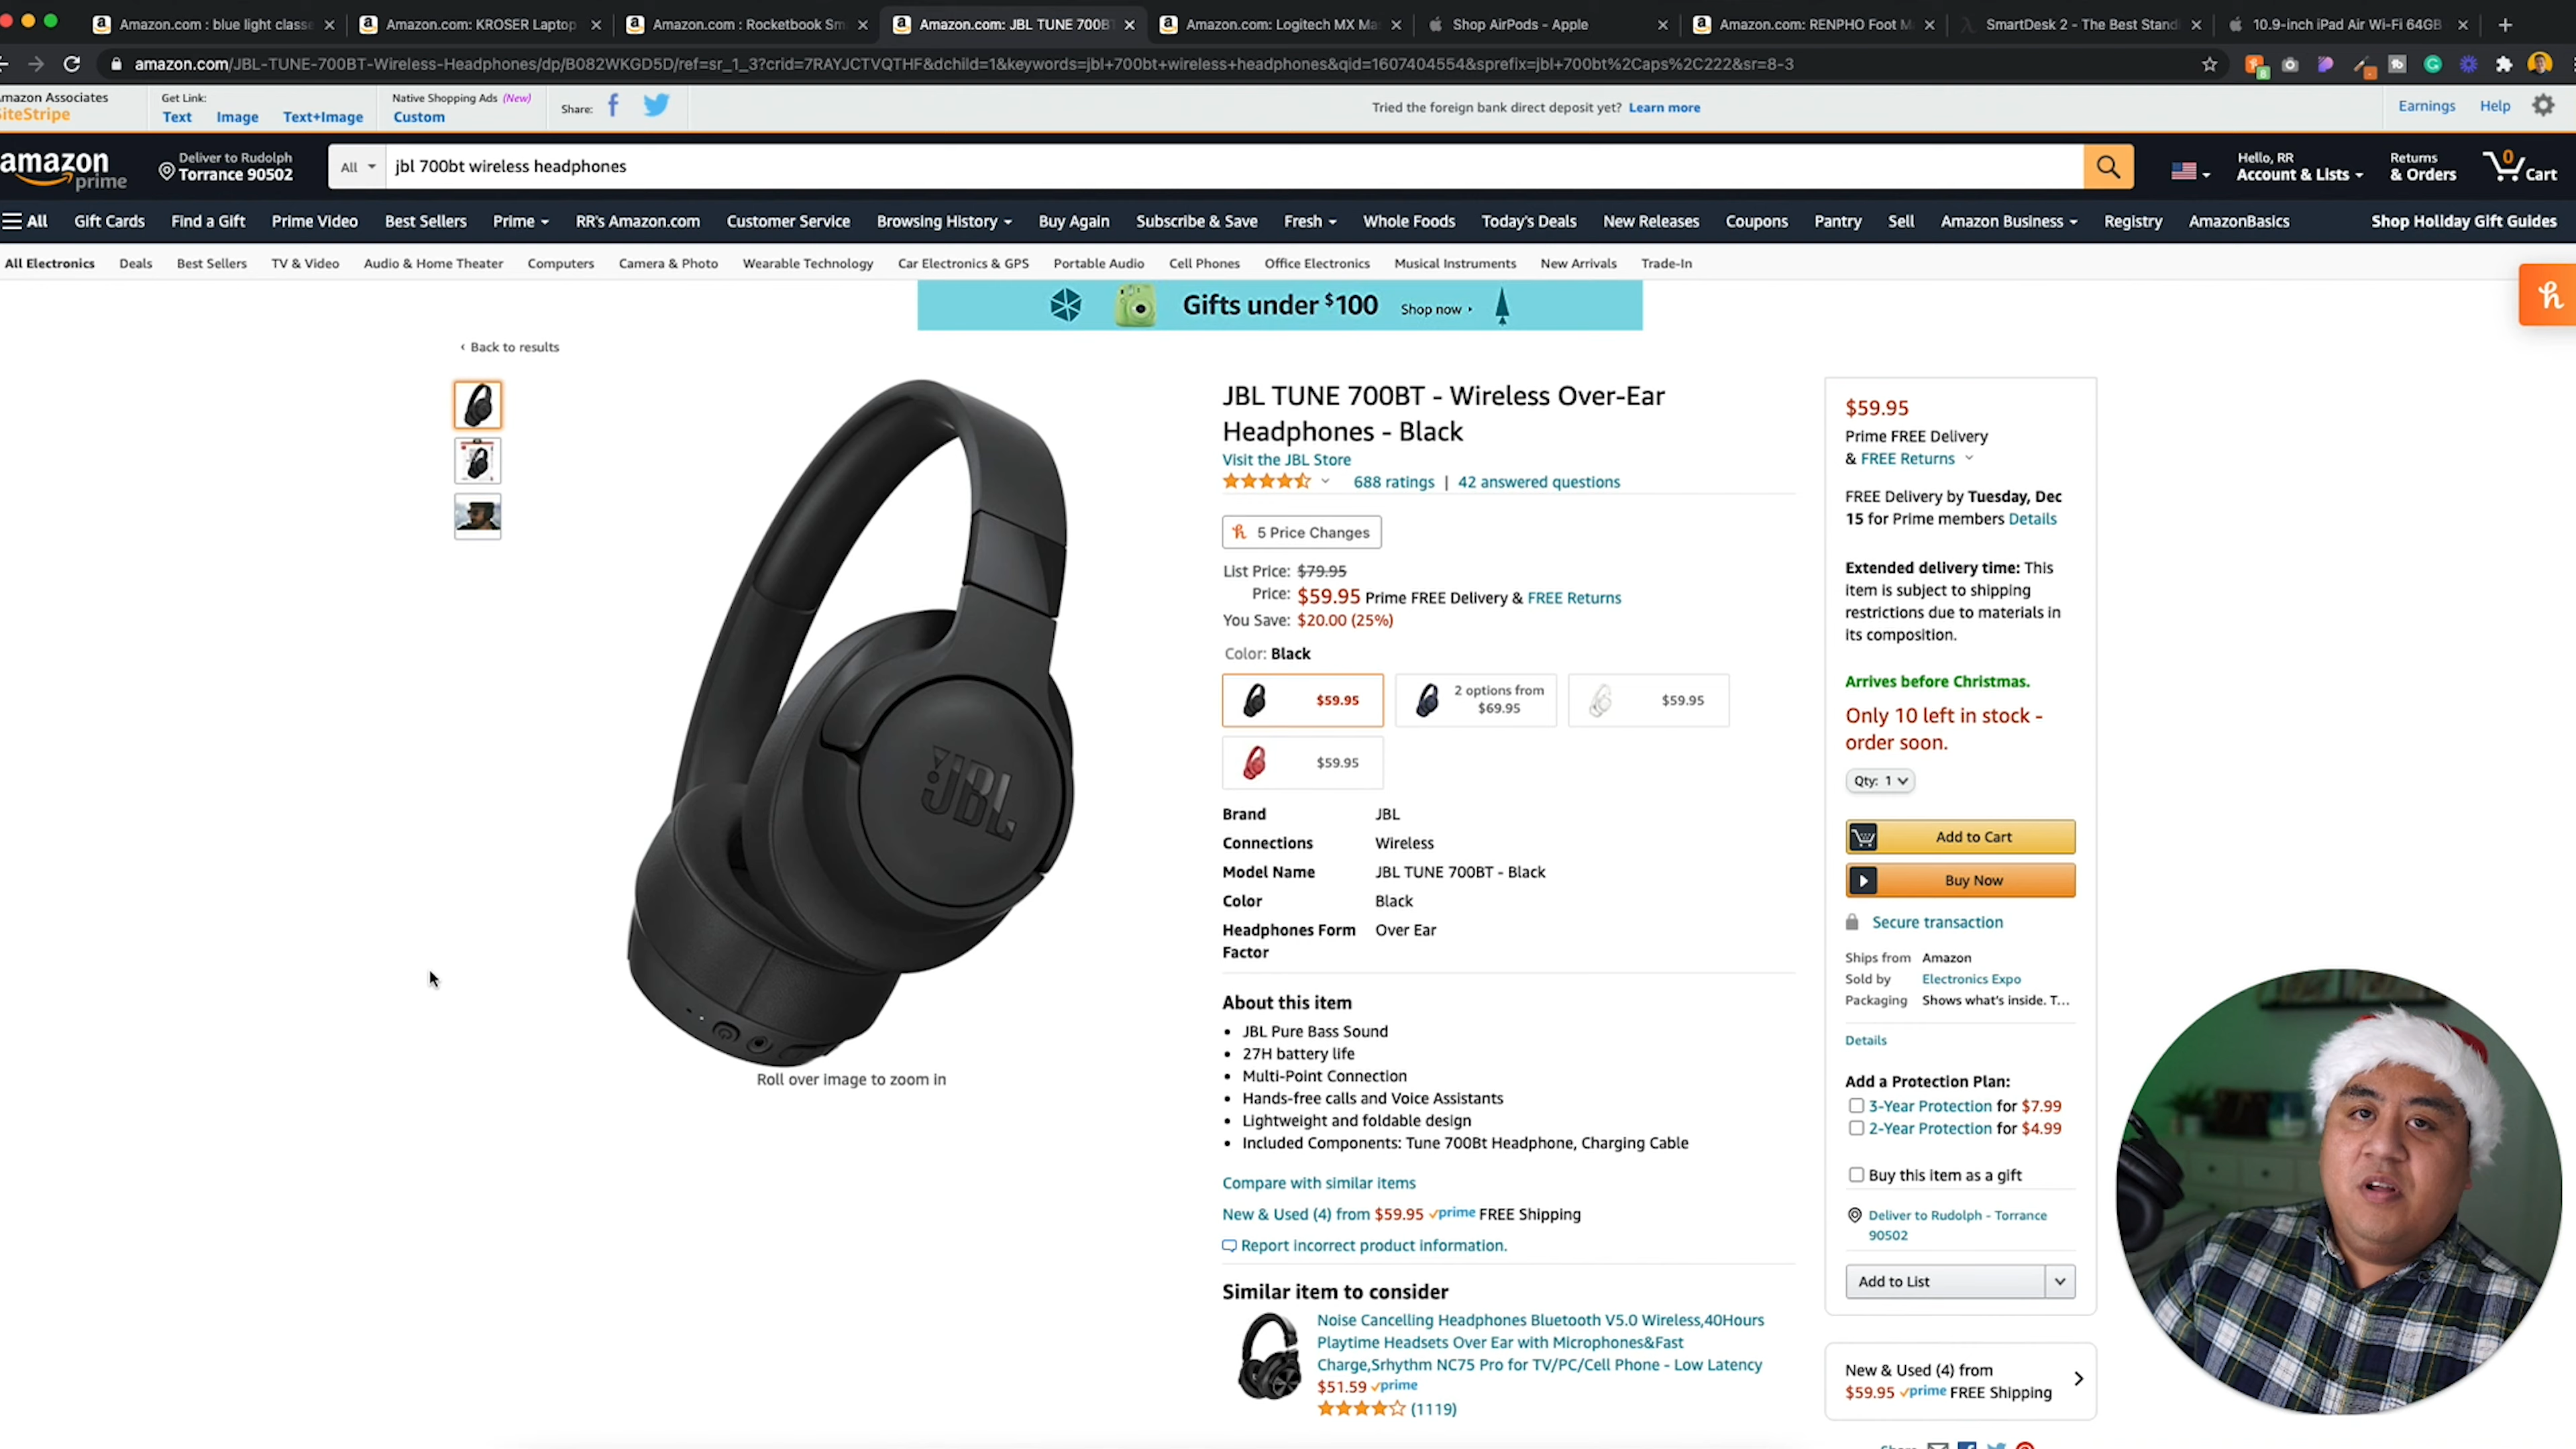 Amazon.com : blue light classe
Amazon.com: KROSER Laptop
Amazon.com : Rocketbook Sm
Amazon.com: JBL TUNE 700BT
Amazon.com: Logitech MX Ma
Shop AirPods - Apple
Amazon.com: RENPHO Foot M
SmartDesk 2 - The Best Stand
10.9-inch iPad Air Wi-Fi 64GB
amazon.com/JBL-TUNE-700BT-Wireless-Headphones/dp/B082WKGD5D/ref=sr_1_3?crid=7RAYJCTVQTHF&dchild=1&keywords=jbl+700bt+wireless+headphones&qid=1607404554&sprefix=jbl+700bt%2Caps%2C222&sr=8-3
mazon Associates
iteStripe
Get Link:
Text Image Text+Image
Native Shopping Ads (New)
Custom
Share:
Tried the foreign bank direct deposit yet? Learn more
Earnings Help
amazon
prime
Deliver to Rudolph
Torrance 90502
All
jbl 700bt wireless headphones
Hello, RR
Account & Lists
Returns
& Orders
0
Cart
All Gift Cards Find a Gift Prime Video Best Sellers Prime RR's Amazon.com Customer Service Browsing History Buy Again Subscribe & Save Fresh Whole Foods Today's Deals New Releases Coupons Pantry Sell Amazon Business Registry AmazonBasics Shop Holiday Gift Guides
All Electronics Deals Best Sellers TV & Video Audio & Home Theater Computers Camera & Photo Wearable Technology Car Electronics & GPS Portable Audio Cell Phones Office Electronics Musical Instruments New Arrivals Trade-In
Gifts under $100 Shop now ›
h
‹ Back to results
JBL
Roll over image to zoom in
JBL TUNE 700BT - Wireless Over-Ear
Headphones - Black
Visit the JBL Store
688 ratings | 42 answered questions
h 5 Price Changes
List Price: $79.95
Price: $59.95 Prime FREE Delivery & FREE Returns
You Save: $20.00 (25%)
Color: Black
$59.95
2 options from
$69.95
$59.95
$59.95
Brand JBL
Connections Wireless
Model Name JBL TUNE 700BT - Black
Color Black
Headphones Form Over Ear
Factor
About this item
• JBL Pure Bass Sound
• 27H battery life
• Multi-Point Connection
• Hands-free calls and Voice Assistants
• Lightweight and foldable design
• Included Components: Tune 700Bt Headphone, Charging Cable
Compare with similar items
New & Used (4) from $59.95 prime FREE Shipping
Report incorrect product information.
Similar item to consider
Noise Cancelling Headphones Bluetooth V5.0 Wireless,40Hours
Playtime Headsets Over Ear with Microphones&Fast
Charge,Srhythm NC75 Pro for TV/PC/Cell Phone - Low Latency
$51.59 prime
(1119)
$59.95
Prime FREE Delivery
& FREE Returns
FREE Delivery by Tuesday, Dec
15 for Prime members Details
Extended delivery time: This
item is subject to shipping
restrictions due to materials in
its composition.
Arrives before Christmas.
Only 10 left in stock -
order soon.
Qty: 1
Add to Cart
Buy Now
Secure transaction
Ships from Amazon
Sold by Electronics Expo
Packaging Shows what's inside. T...
Details
Add a Protection Plan:
3-Year Protection for $7.99
2-Year Protection for $4.99
Buy this item as a gift
Deliver to Rudolph - Torrance
90502
Add to List
New & Used (4) from
$59.95 prime FREE Shipping